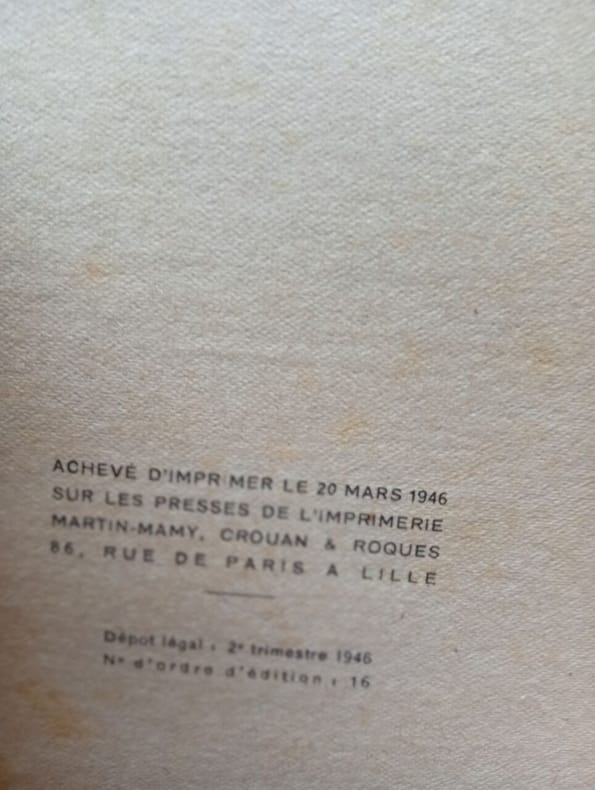 ACHEVÉ D'IMPRIMER LE 20 MARS 1946
SUR LES PRESSES DE L'IMPRIMERIE
MARTIN-MAMY, CROUAN & ROQUES
86, RUE DE PARIS A LILLE
Dépot légal : 2e trimestre 1946
N° d'ordre d'édition : 16